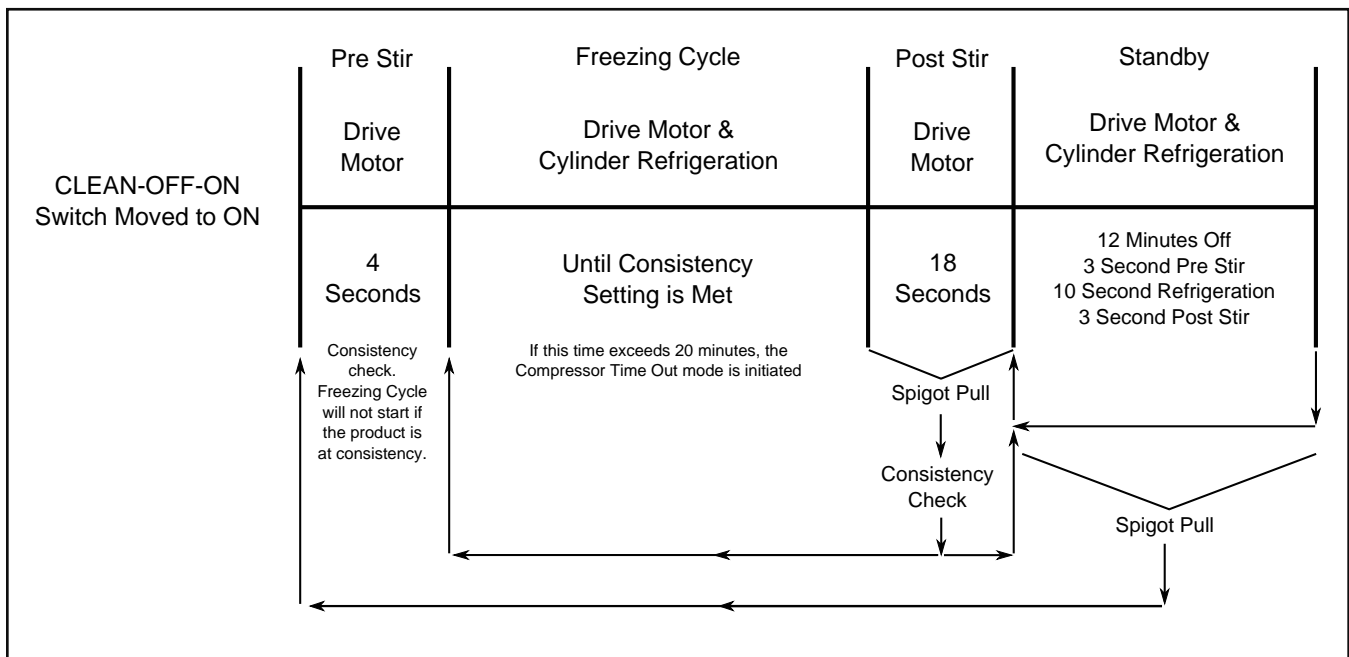 Pre Stir
Freezing Cycle
Post Stir
Standby
Drive
Motor
Drive Motor &
Cylinder Refrigeration
Drive
Motor
Drive Motor &
Cylinder Refrigeration
CLEAN-OFF-ON
Switch Moved to ON
4
Seconds
Until Consistency
Setting is Met
18
Seconds
12 Minutes Off
3 Second Pre Stir
10 Second Refrigeration
3 Second Post Stir
Consistency
check.
Freezing Cycle
will not start if
the product is
at consistency.
If this time exceeds 20 minutes, the
Compressor Time Out mode is initiated
Spigot Pull
Consistency
Check
Spigot Pull